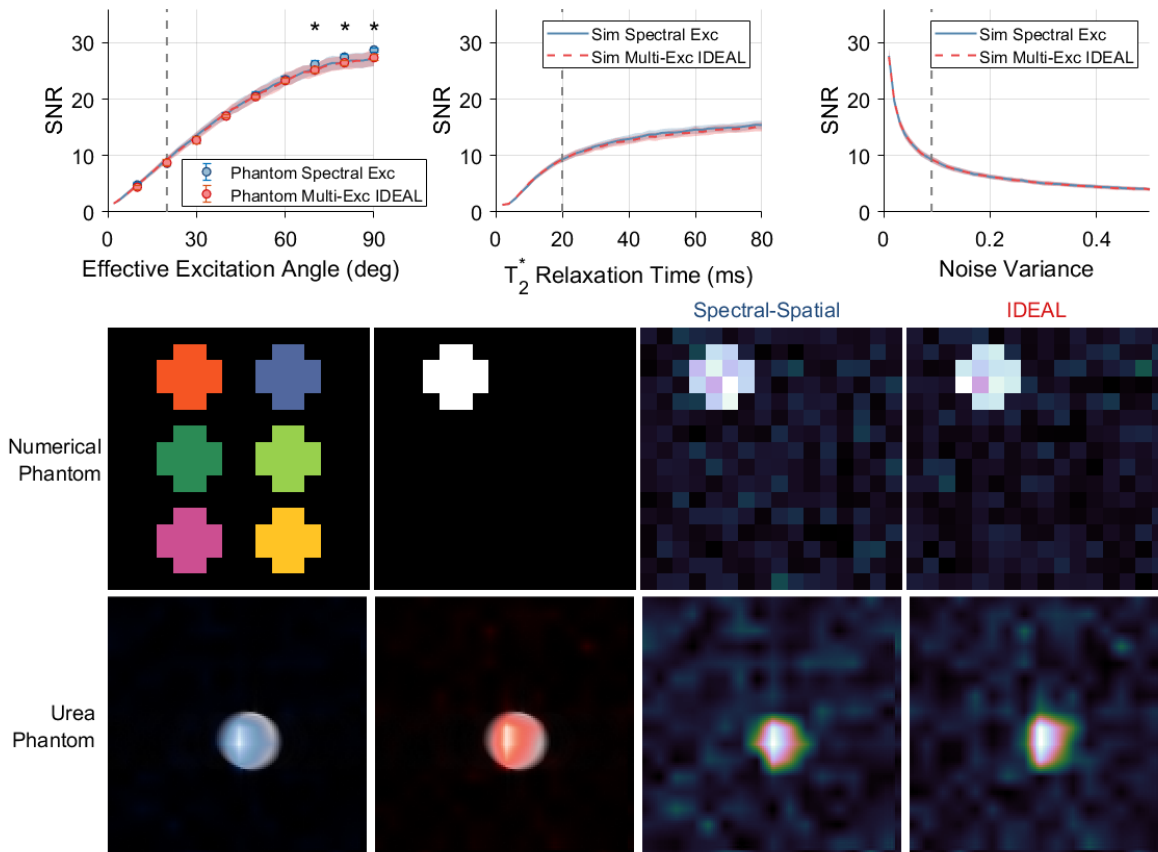 * * *
SNR
30
20
10
0
0
30
60
90
Phantom Spectral Exc
Phantom Multi-Exc IDEAL
Effective Excitation Angle (deg)
SNR
30
20
10
0
0
20
40
60
80
Sim Spectral Exc
Sim Multi-Exc IDEAL
T2* Relaxation Time (ms)
SNR
30
20
10
0
0
0.2
0.4
Sim Spectral Exc
Sim Multi-Exc IDEAL
Noise Variance
Spectral-Spatial
IDEAL
Numerical
Phantom
Urea
Phantom